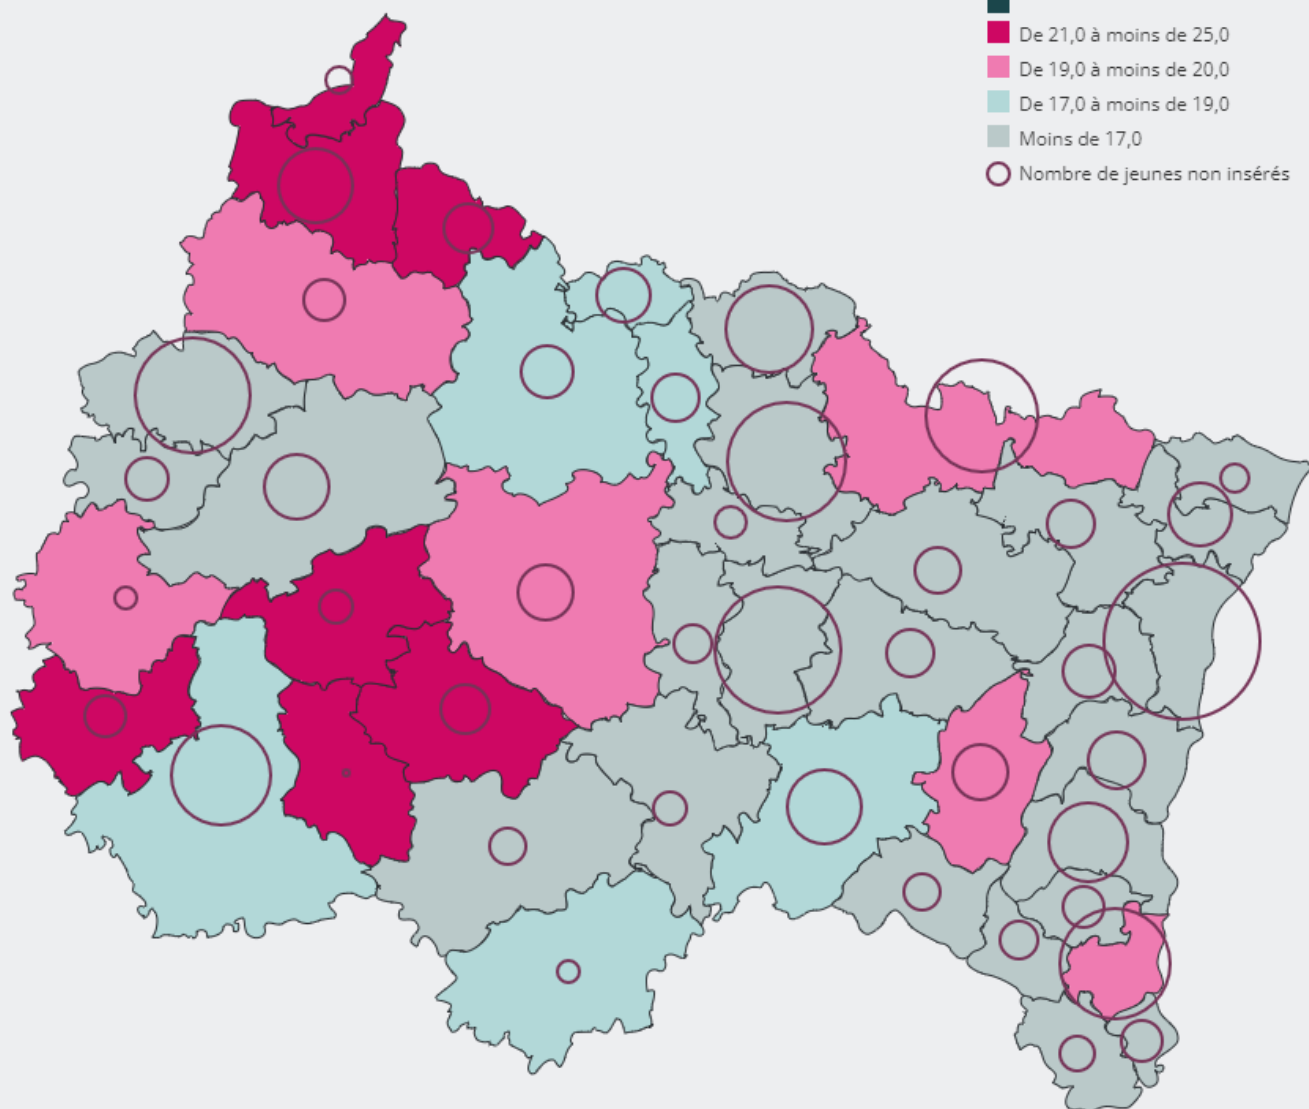 De 21,0 à moins de 25,0
De 19,0 à moins de 20,0
De 17,0 à moins de 19,0
Moins de 17,0
Nombre de jeunes non insérés